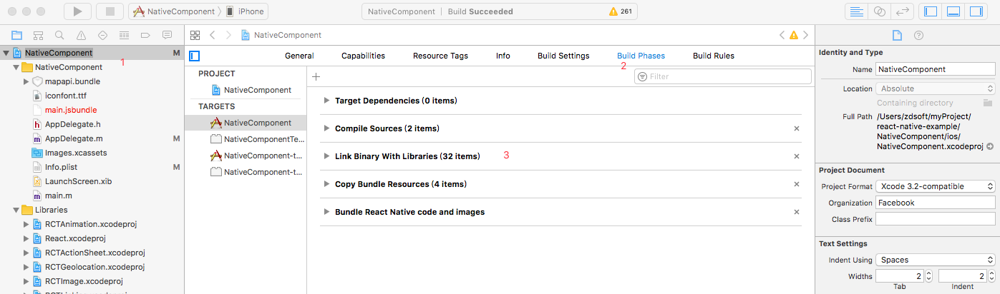 NativeComponent iPhone
NativeComponent | Build Succeeded 261
NativeComponent M
1
NativeComponent
mapapi.bundle
iconfont.ttf
main.jsbundle
AppDelegate.h
AppDelegate.m M
Images.xcassets
Info.plist M
LaunchScreen.xib
main.m
Libraries
RCTAnimation.xcodeproj
React.xcodeproj
RCTActionSheet.xcodeproj
RCTGeolocation.xcodeproj
RCTImage.xcodeproj
NativeComponent
General Capabilities Resource Tags Info Build Settings Build Phases Build Rules
2
PROJECT
NativeComponent
TARGETS
NativeComponent
NativeComponentTe...
NativeComponent-t...
NativeComponent-t...
Filter
Target Dependencies (0 items)
Compile Sources (2 items)
Link Binary With Libraries (32 items) 3
Copy Bundle Resources (4 items)
Bundle React Native code and images
Identity and Type
Name NativeComponent
Location Absolute
Containing directory
Full Path /Users/zdsoft/myProject/
react-native-example/
NativeComponent/ios/
NativeComponent.xcodeproj
Project Document
Project Format Xcode 3.2-compatible
Organization Facebook
Class Prefix
Text Settings
Indent Using Spaces
Widths 2 2
Tab Indent